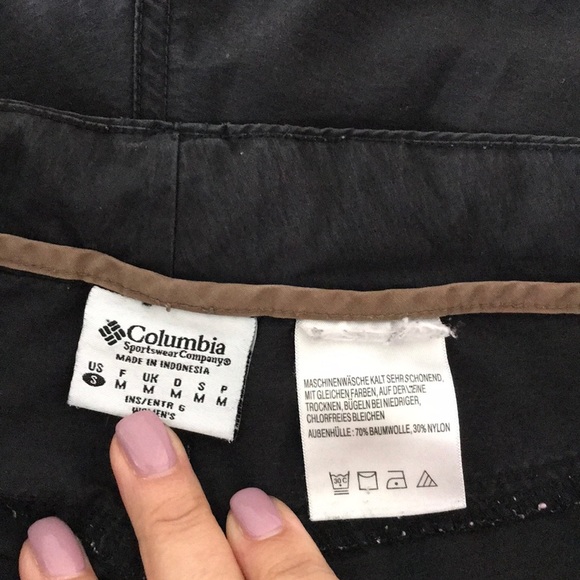 Columbia
Sportswear Company®
MADE IN INDONESIA
US F UK D S P
S M M M M M
INS/ENTR 6
WOMEN'S
MASCHINENWÄSCHE KALT SEHR SCHONEND,
MIT GLEICHEN FARBEN, AUF DER LEINE
TROCKNEN, BÜGELN BEI NIEDRIGER,
CHLORFREIES BLEICHEN
AUßENHÜLLE: 70% BAUMWOLLE, 30% NYLON
30°C